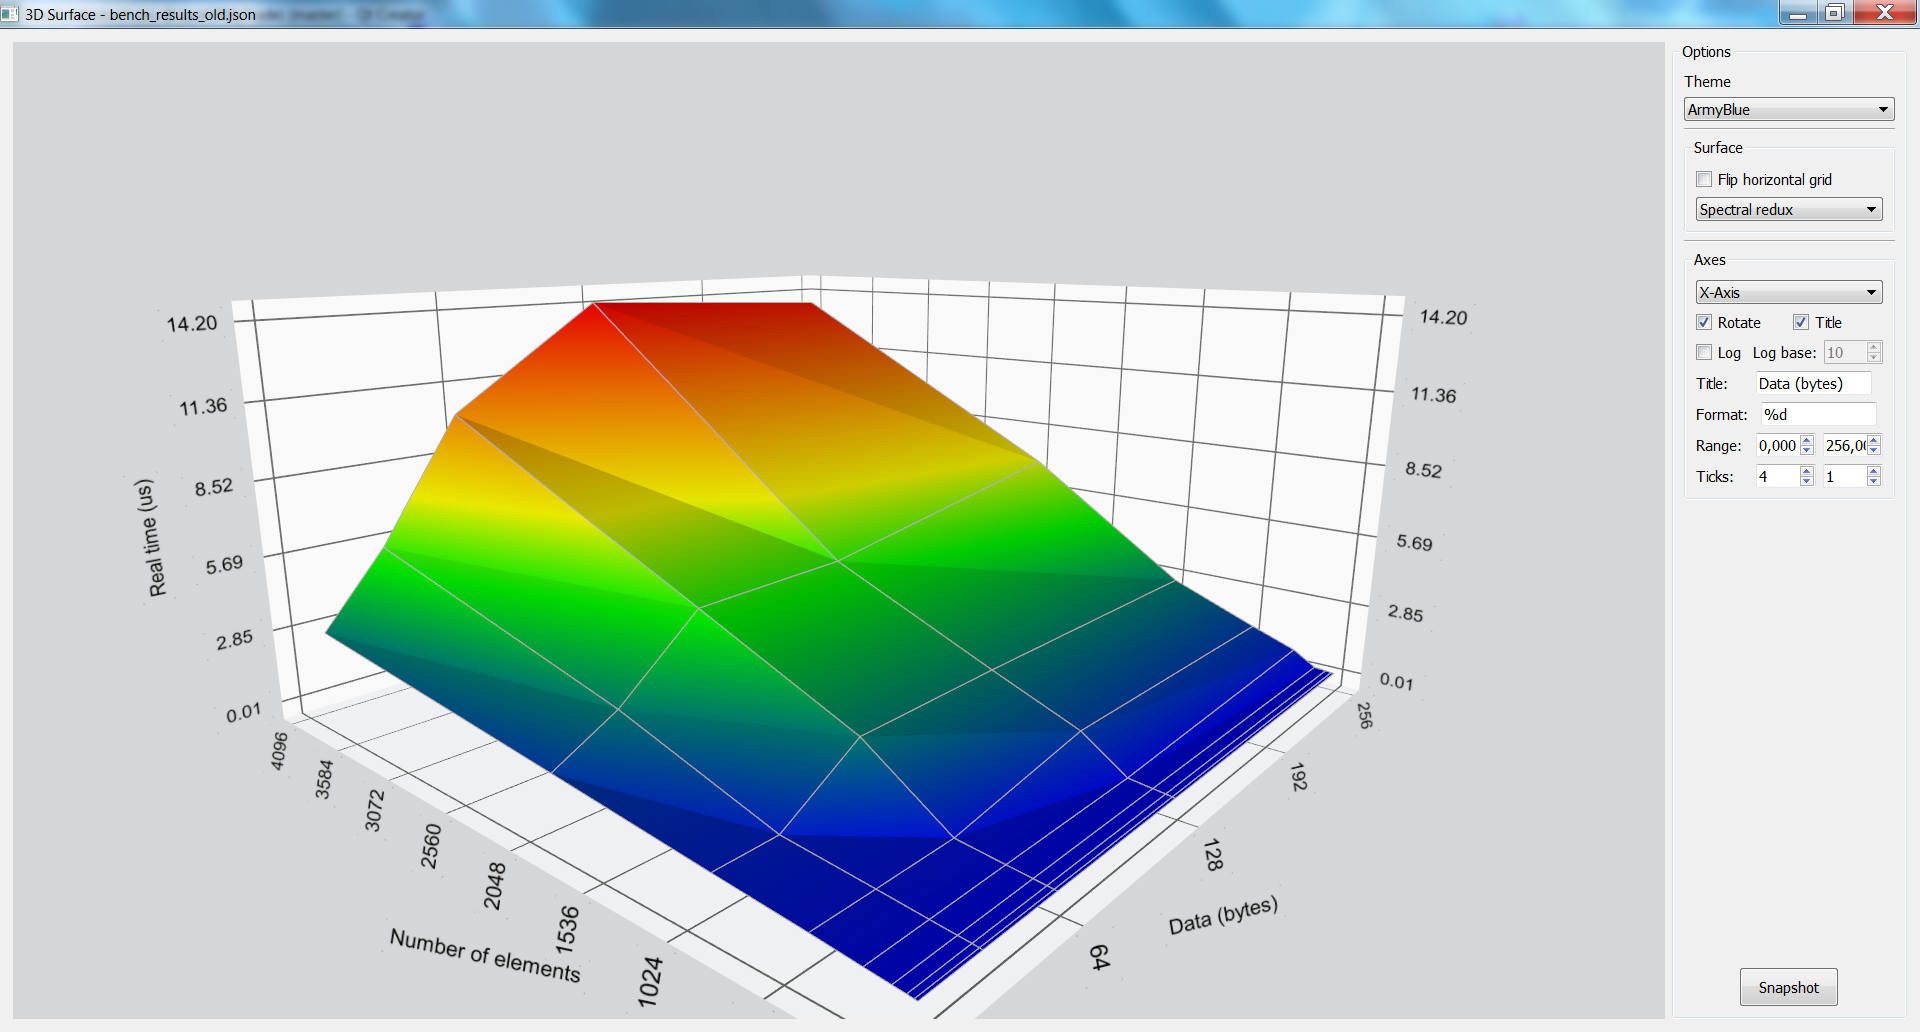 3D Surface - bench_results_old.json
14.20
11.36
8.52
5.69
2.85
0.01
Real time (us)
4096
3584
3072
2560
2048
1536
1024
Number of elements
14.20
11.36
8.52
5.69
2.85
0.01
256
192
128
64
Data (bytes)
Options
Theme
ArmyBlue
Surface
Flip horizontal grid
Spectral redux
Axes
X-Axis
Rotate Title
Log Log base: 10
Title: Data (bytes)
Format: %d
Range: 0,000 256,0
Ticks: 4 1
Snapshot